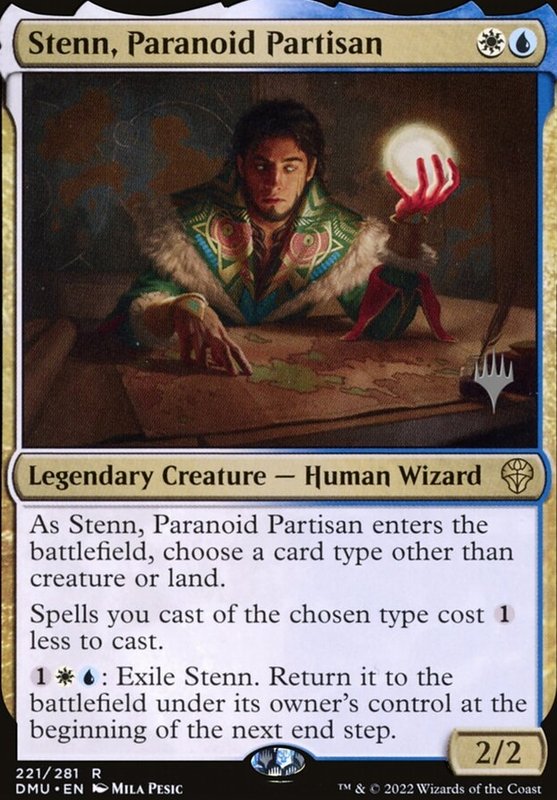 Stenn, Paranoid Partisan
Legendary Creature — Human Wizard
As Stenn, Paranoid Partisan enters the
battlefield, choose a card type other than
creature or land.
Spells you cast of the chosen type cost 1
less to cast.
1: Exile Stenn. Return it to the
battlefield under its owner's control at the
beginning of the next end step.
2/2
221/281 R
DMU • EN Mila Pesic
™ & © 2022 Wizards of the Coast